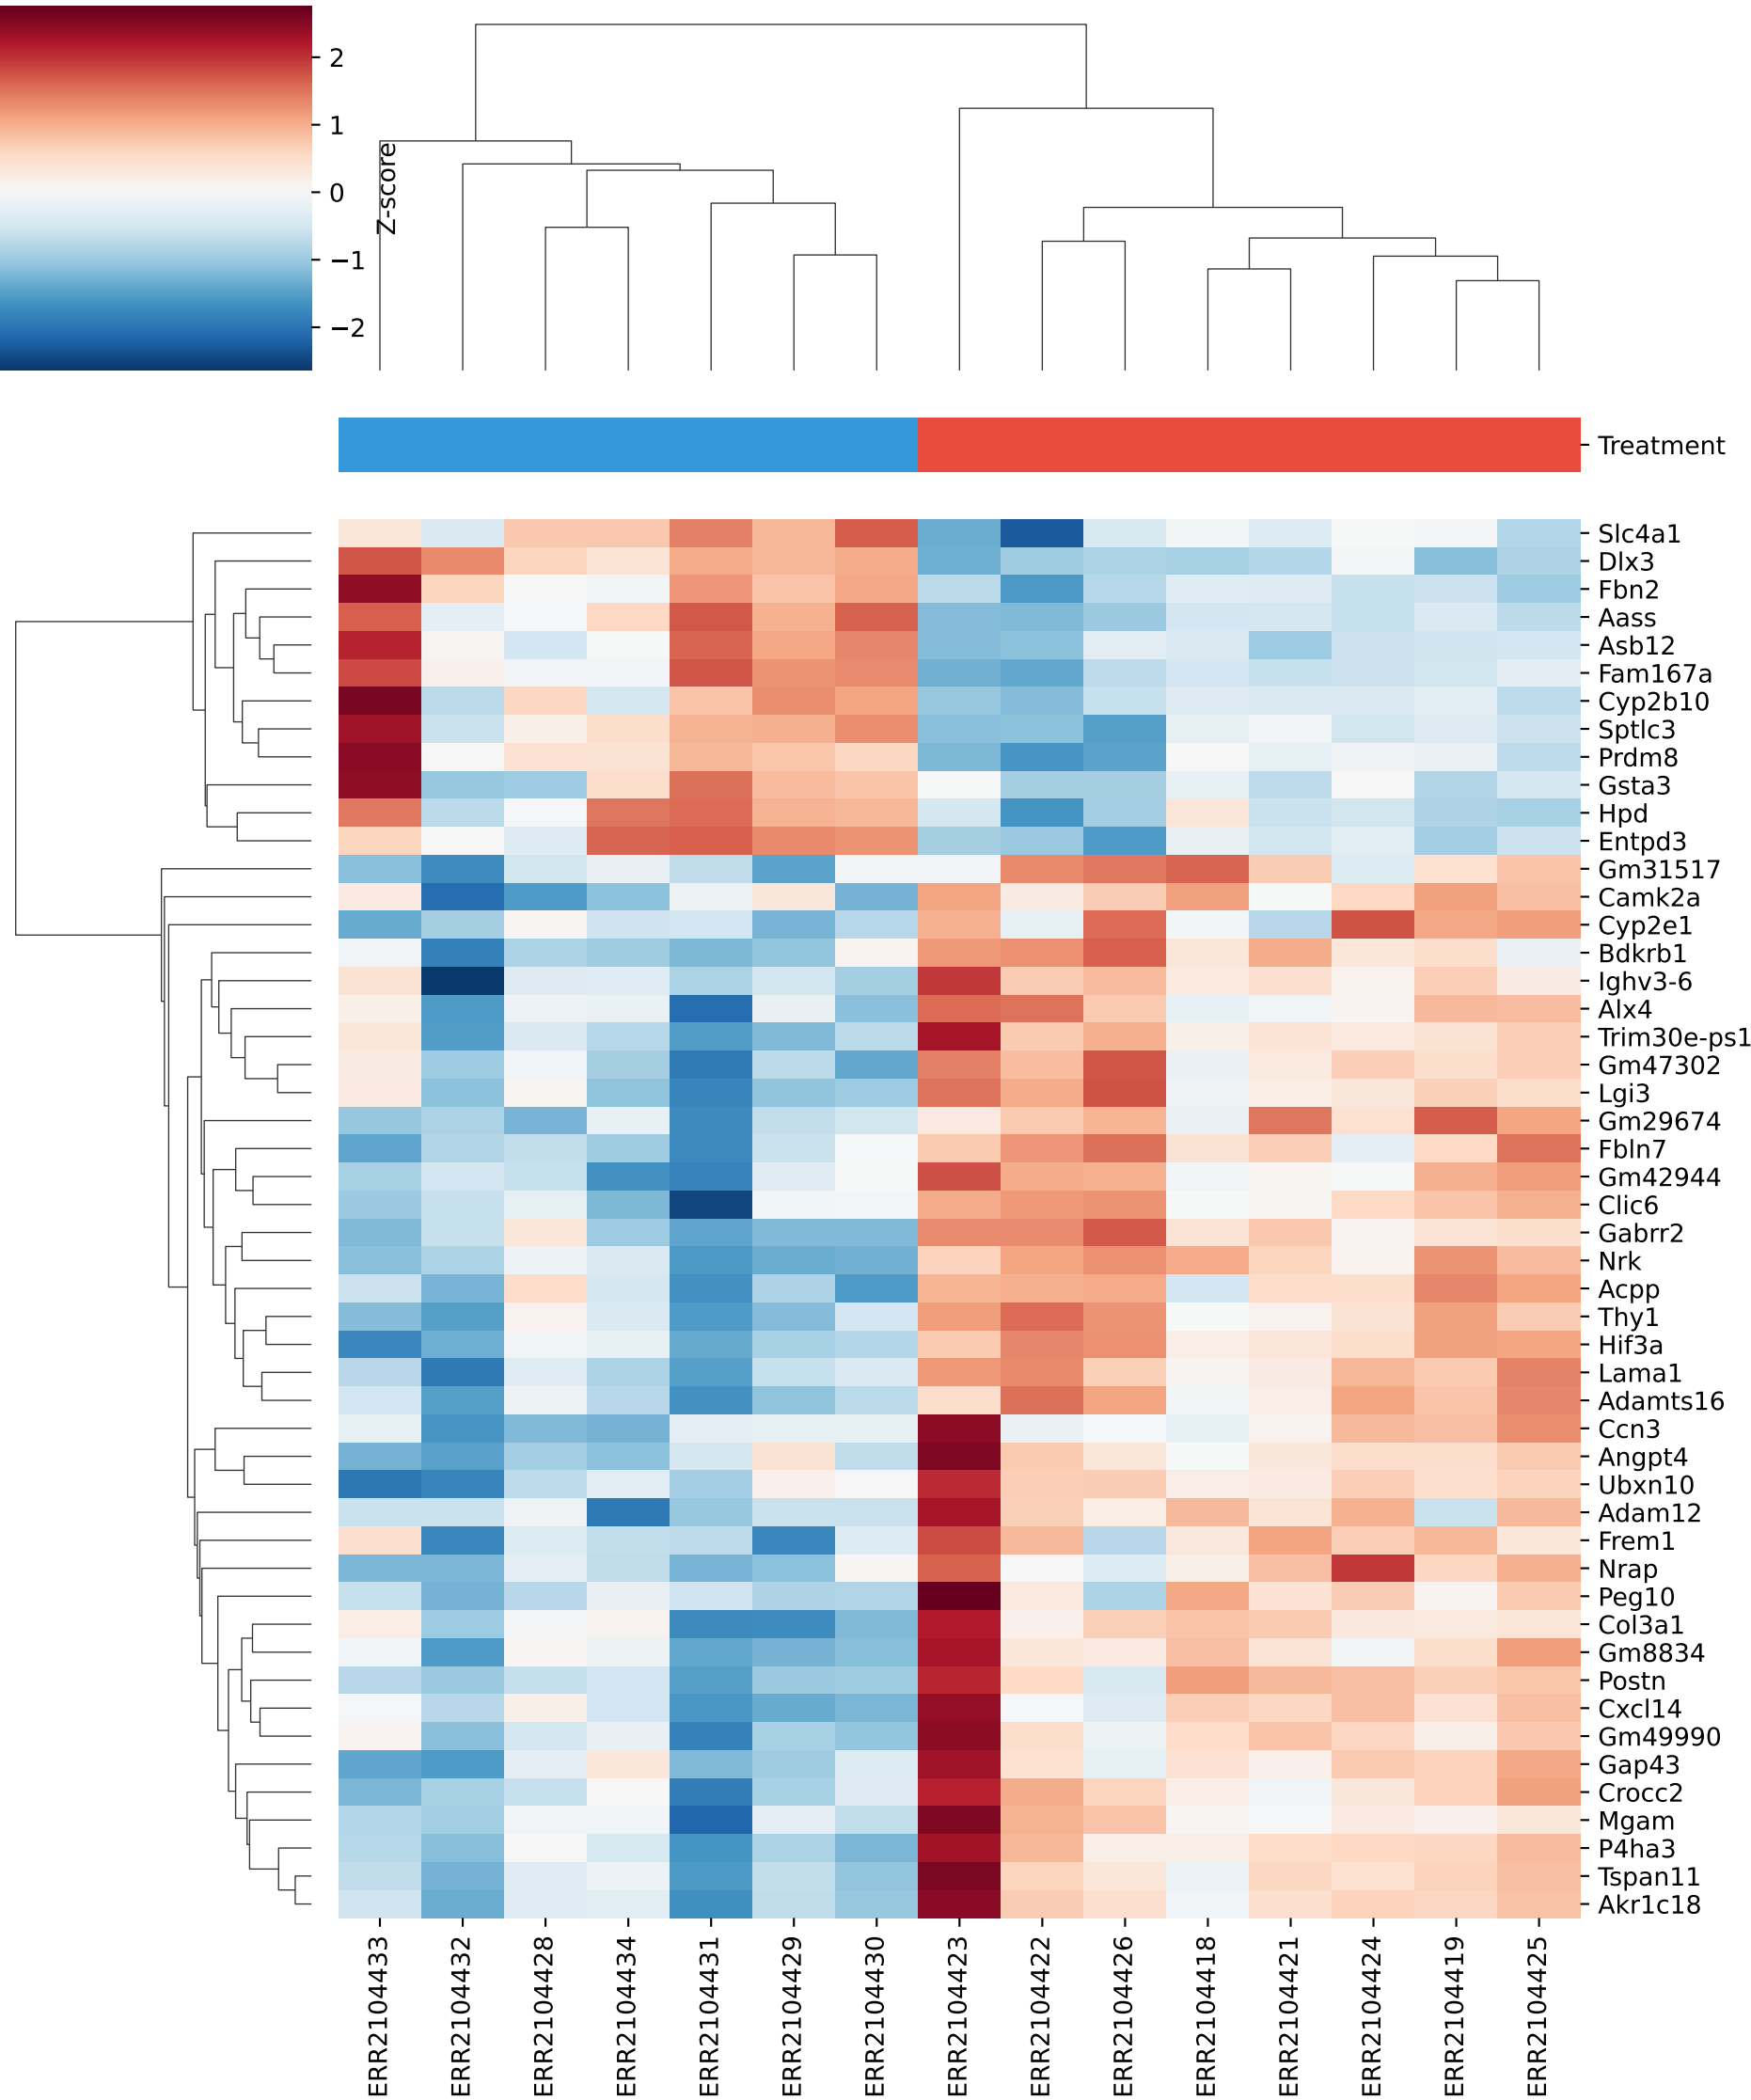 2
1
0
−1
−2
Z-score
Treatment
Slc4a1
Dlx3
Fbn2
Aass
Asb12
Fam167a
Cyp2b10
Sptlc3
Prdm8
Gsta3
Hpd
Entpd3
Gm31517
Camk2a
Cyp2e1
Bdkrb1
Ighv3-6
Alx4
Trim30e-ps1
Gm47302
Lgi3
Gm29674
Fbln7
Gm42944
Clic6
Gabrr2
Nrk
Acpp
Thy1
Hif3a
Lama1
Adamts16
Ccn3
Angpt4
Ubxn10
Adam12
Frem1
Nrap
Peg10
Col3a1
Gm8834
Postn
Cxcl14
Gm49990
Gap43
Crocc2
Mgam
P4ha3
Tspan11
Akr1c18
ERR2104433
ERR2104432
ERR2104428
ERR2104434
ERR2104431
ERR2104429
ERR2104430
ERR2104423
ERR2104422
ERR2104426
ERR2104418
ERR2104421
ERR2104424
ERR2104419
ERR2104425